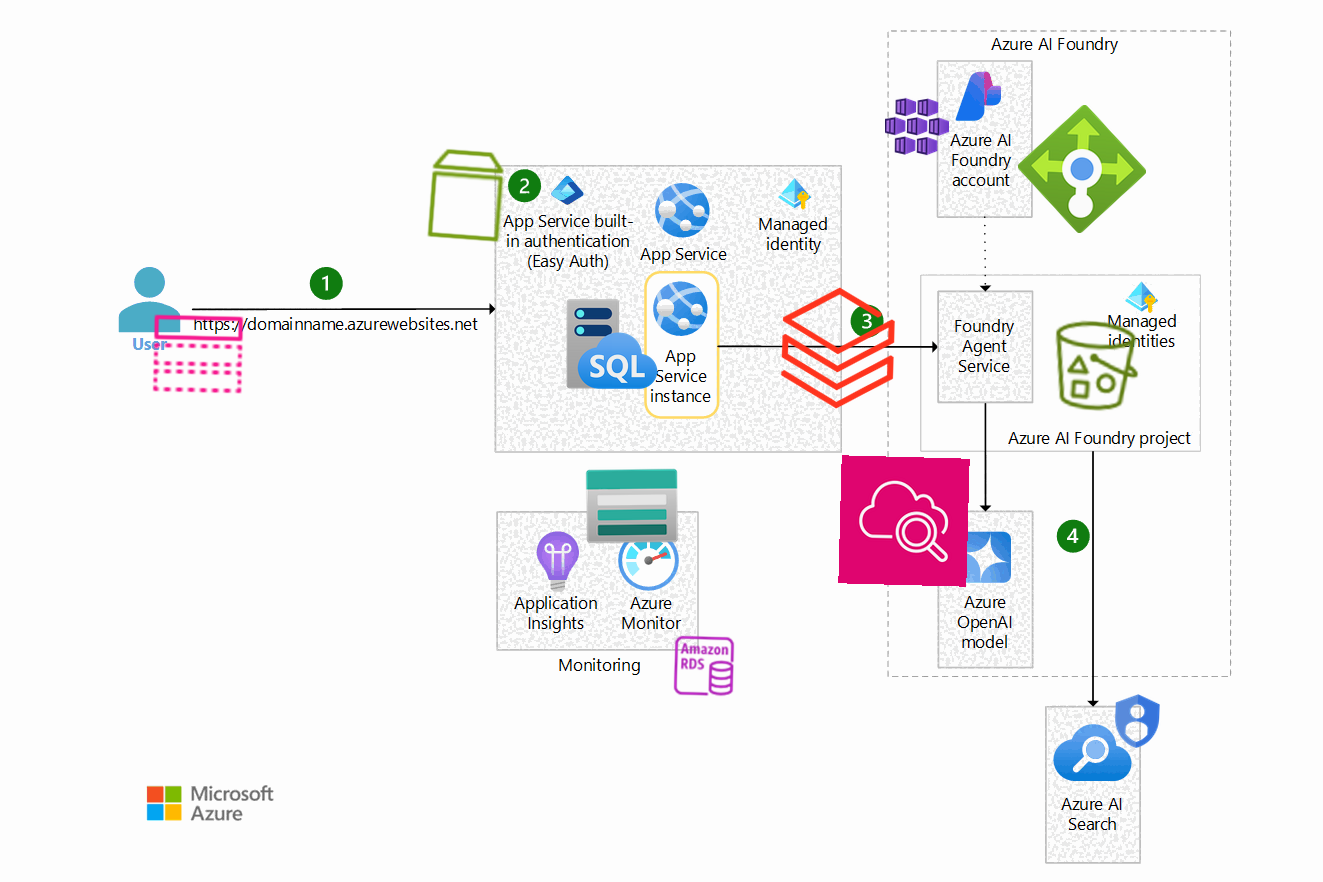 Azure AI Foundry
Azure AI
Foundry
account
2
App Service built-
in authentication
(Easy Auth)
App Service
Managed
identity
1
https://domainname.azurewebsites.net
User
SQL
App
Service
instance
3
Foundry
Agent
Service
Managed
identities
Azure AI Foundry project
4
Application
Insights
Azure
Monitor
Monitoring
Amazon
RDS
Azure
OpenAI
model
Azure AI
Search
Microsoft
Azure